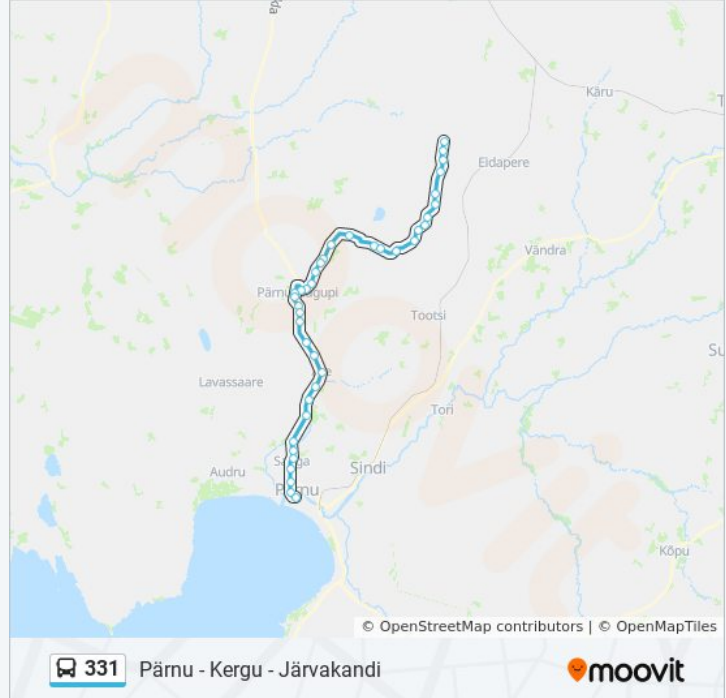 Käru
Eidapere
Vändra
Pärnu-Jaagupi
Tootsi
Lavassaare
Tori
Sindi
Audru
Pärnu
Kõpu
© OpenStreetMap contributors | © OpenMapTiles
331 Pärnu - Kergu - Järvakandi
moovit